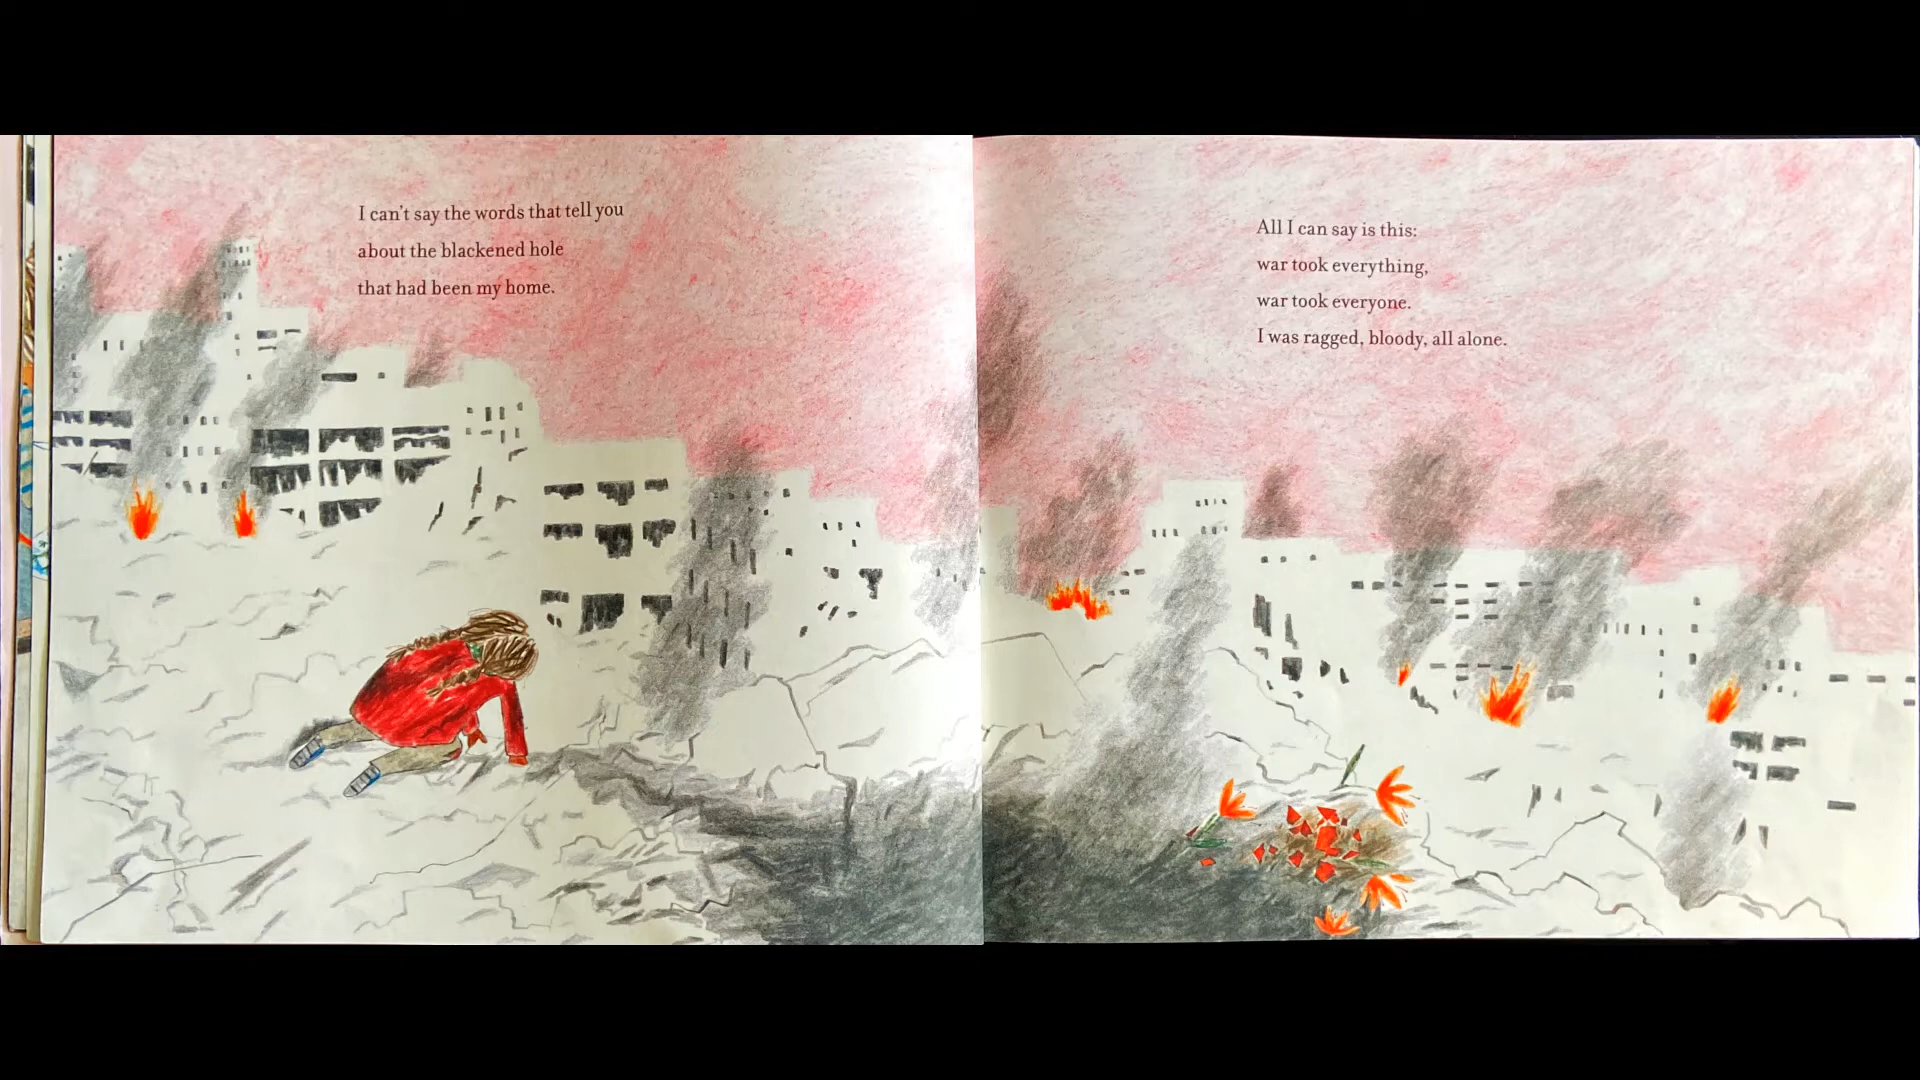 I can't say the words that tell you
about the blackened hole
that had been my home.
All I can say is this:
war took everything,
war took everyone.
I was ragged, bloody, all alone.